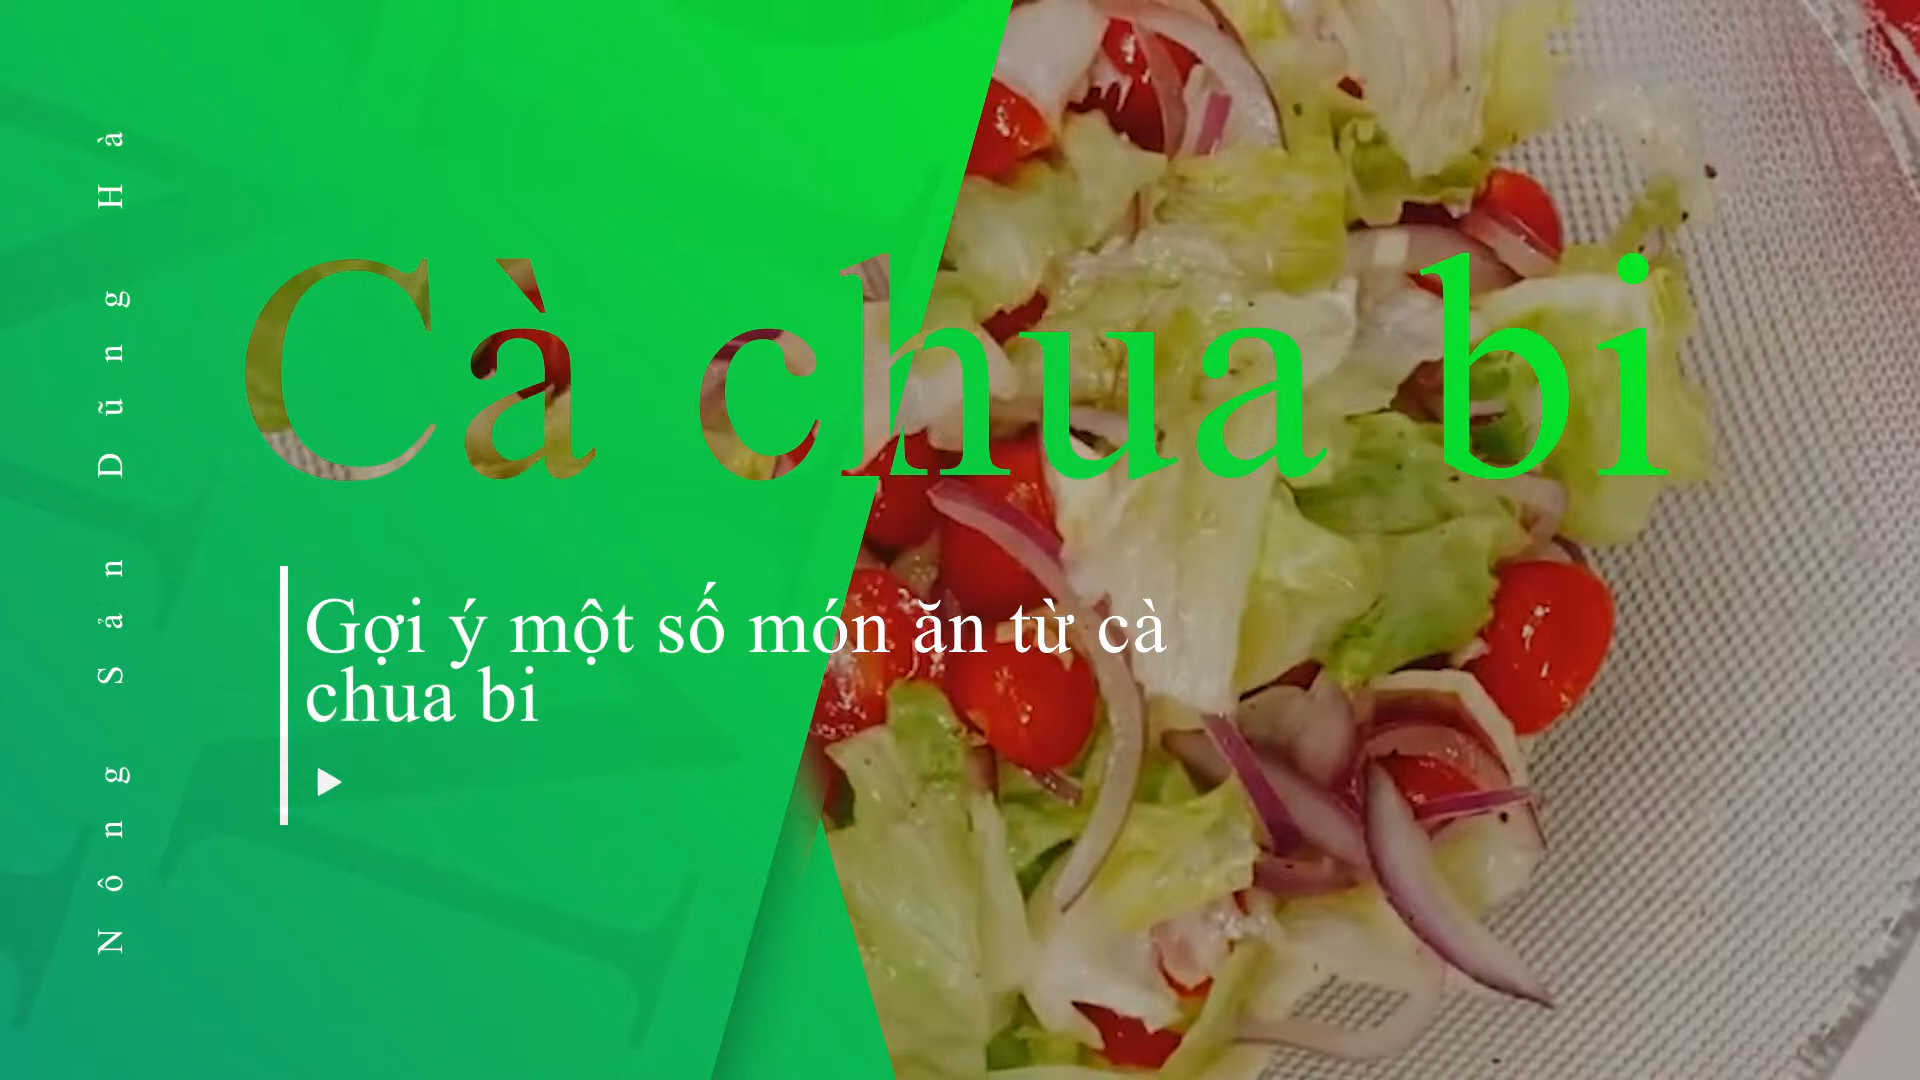 Nông Sản Dũng Hà
Cà chua bi
Gợi ý một số món ăn từ cà
chua bi